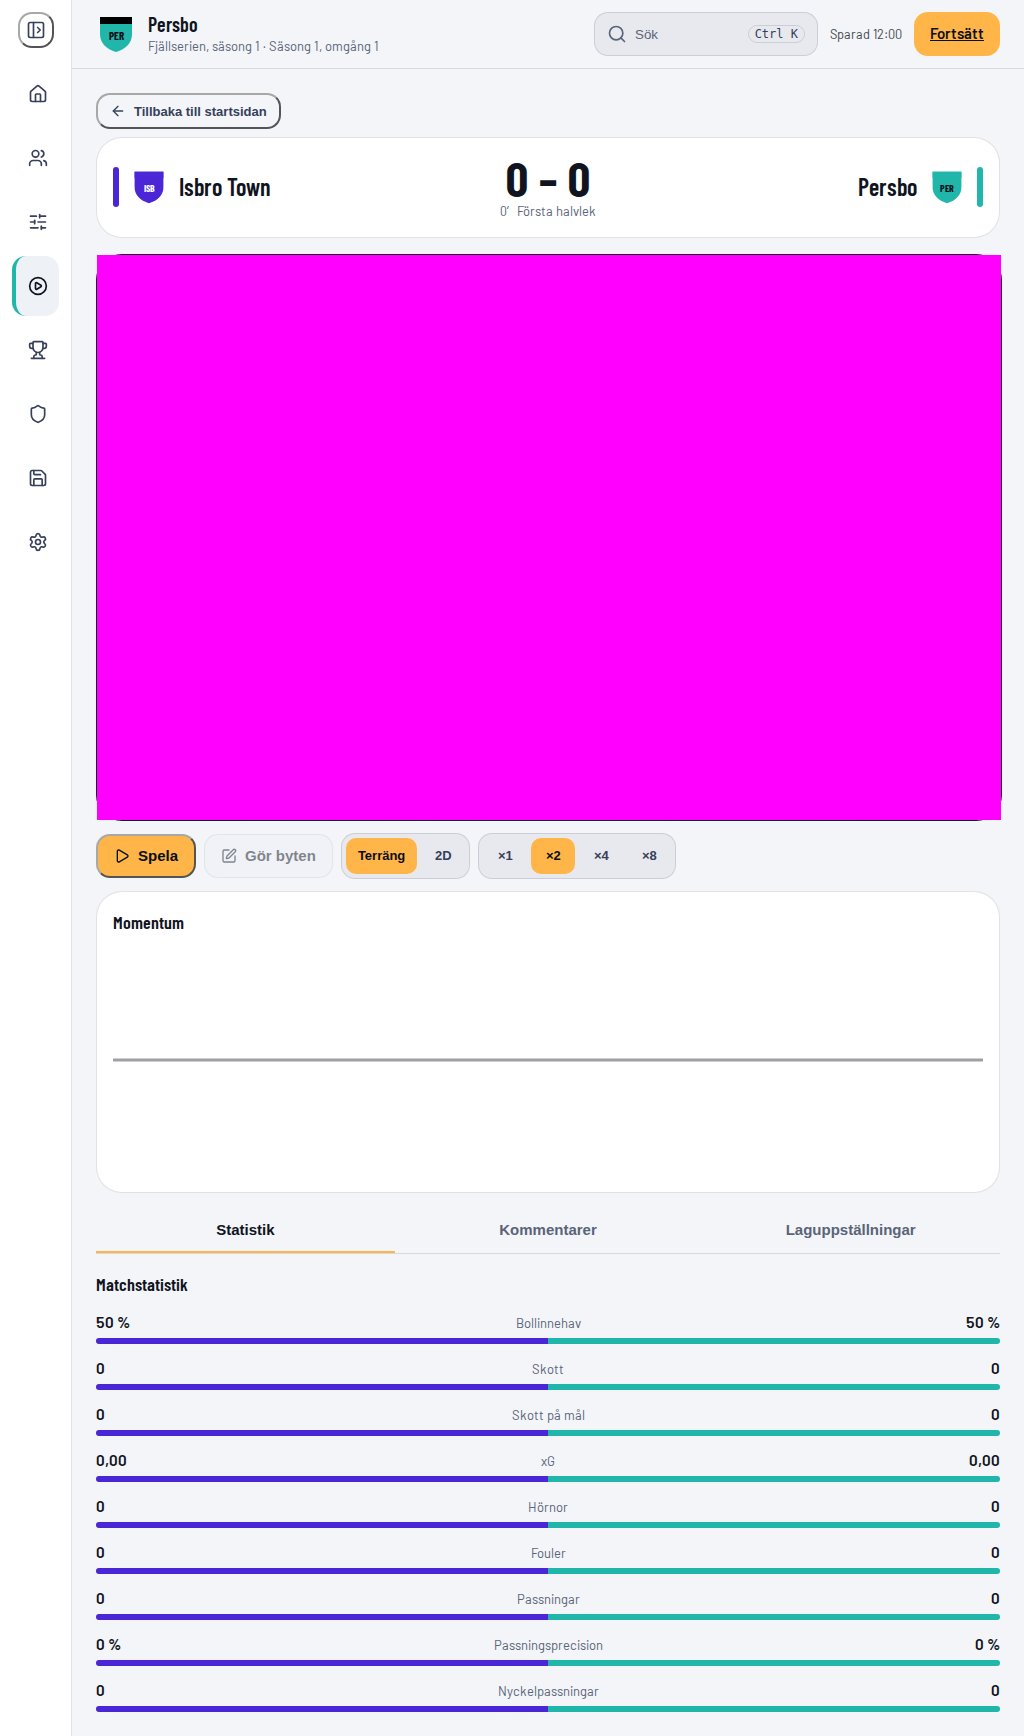 PER
Persbo
Fjällserien, säsong 1 · Säsong 1, omgång 1
Sök
Ctrl K
Sparad 12:00
Fortsätt
Tillbaka till startsidan
ISB
Isbro Town
0 – 0
0′ Första halvlek
Persbo
PER
Spela
Gör byten
Terräng
2D
×1
×2
×4
×8
Momentum
Statistik
Kommentarer
Laguppställningar
Matchstatistik
50 % Bollinnehav 50 %
0 Skott 0
0 Skott på mål 0
0,00 xG 0,00
0 Hörnor 0
0 Fouler 0
0 Passningar 0
0 % Passningsprecision 0 %
0 Nyckelpassningar 0